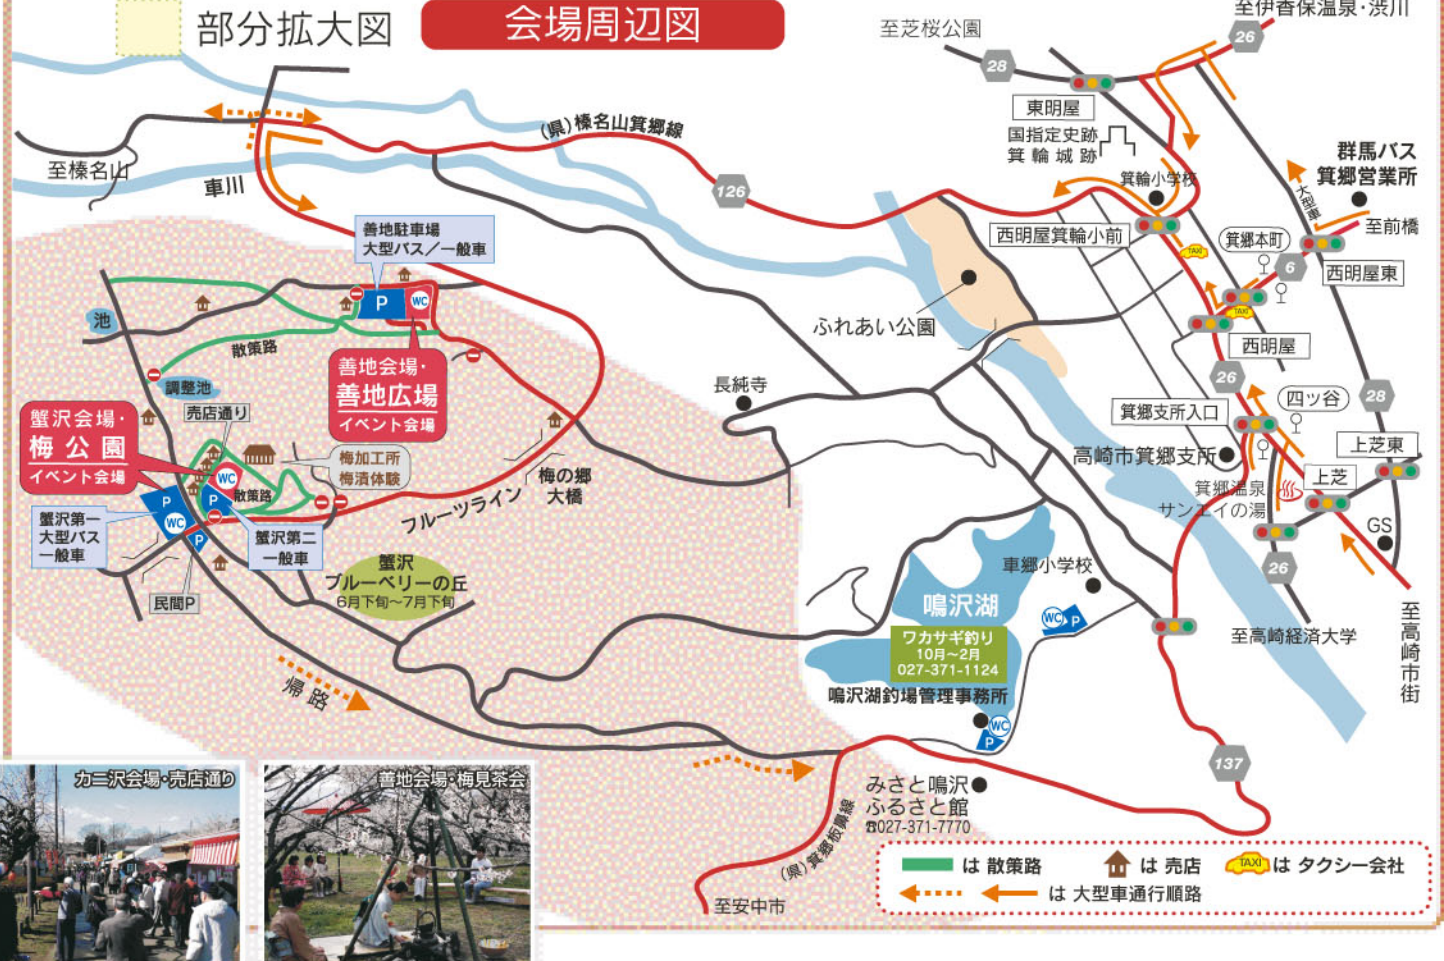 部分拡大図
会場周辺図
至芝桜公園
28
26
至伊香保温泉・渋川
東明屋
国指定史跡
箕輪城跡
箕輪小学校
西明屋箕輪小前
TAXI
大型車
群馬バス
箕郷営業所
至前橋
箕郷本町
6
西明屋東
TAXI
西明屋
26
28
四ッ谷
箕郷支所入口
高崎市箕郷支所
上芝東
上芝
箕郷温泉
サンエイの湯
GS
26
至高崎経済大学
至高崎市街
(県)榛名山箕郷線
126
至榛名山
車川
善地駐車場
大型バス／一般車
P
WC
池
散策路
調整池
善地会場・
善地広場
イベント会場
売店通り
蟹沢会場・
梅公園
イベント会場
WC
P
散策路
梅加工所
梅漬体験
梅の郷
大橋
フルーツライン
P
WC
P
蟹沢第一
大型バス
一般車
蟹沢第二
一般車
民間P
蟹沢
ブルーベリーの丘
6月下旬〜7月下旬
ふれあい公園
長純寺
車郷小学校
WC
P
鳴沢湖
ワカサギ釣り
10月〜2月
027-371-1124
鳴沢湖釣場管理事務所
WC
P
帰路
137
みさと鳴沢
ふるさと館
☎027-371-7770
(県)箕郷板鼻線
至安中市
カニ沢会場・売店通り
善地会場・梅見茶会
は 散策路
は 売店
TAXI
は タクシー会社
は 大型車通行順路